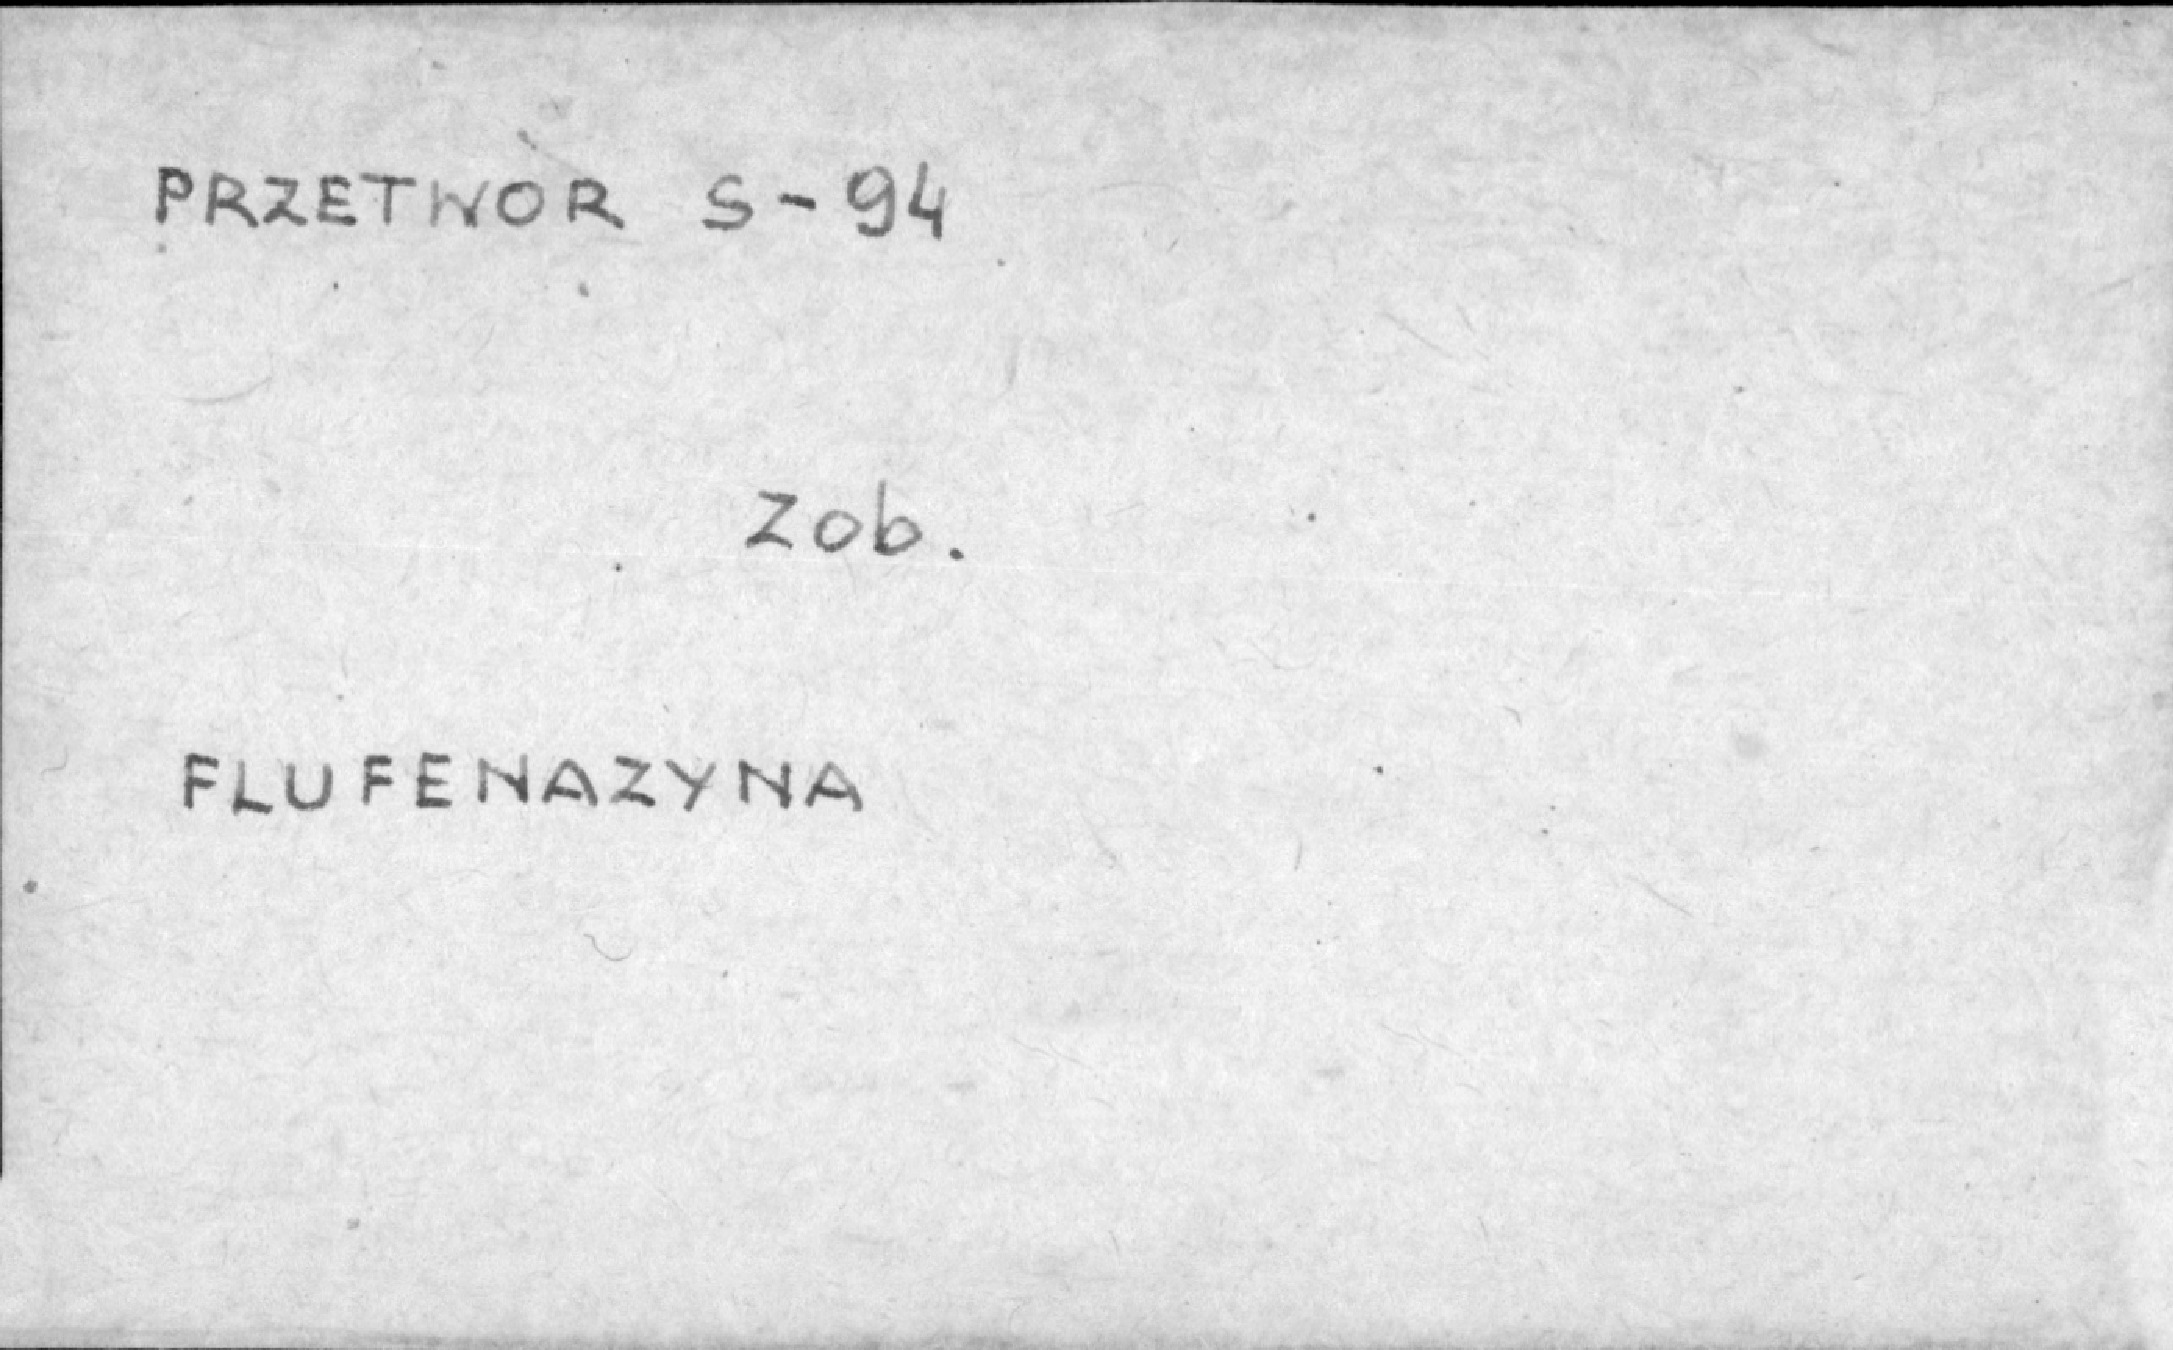 PRZETWOR S-94
Zob.
FLUFENAZYNA